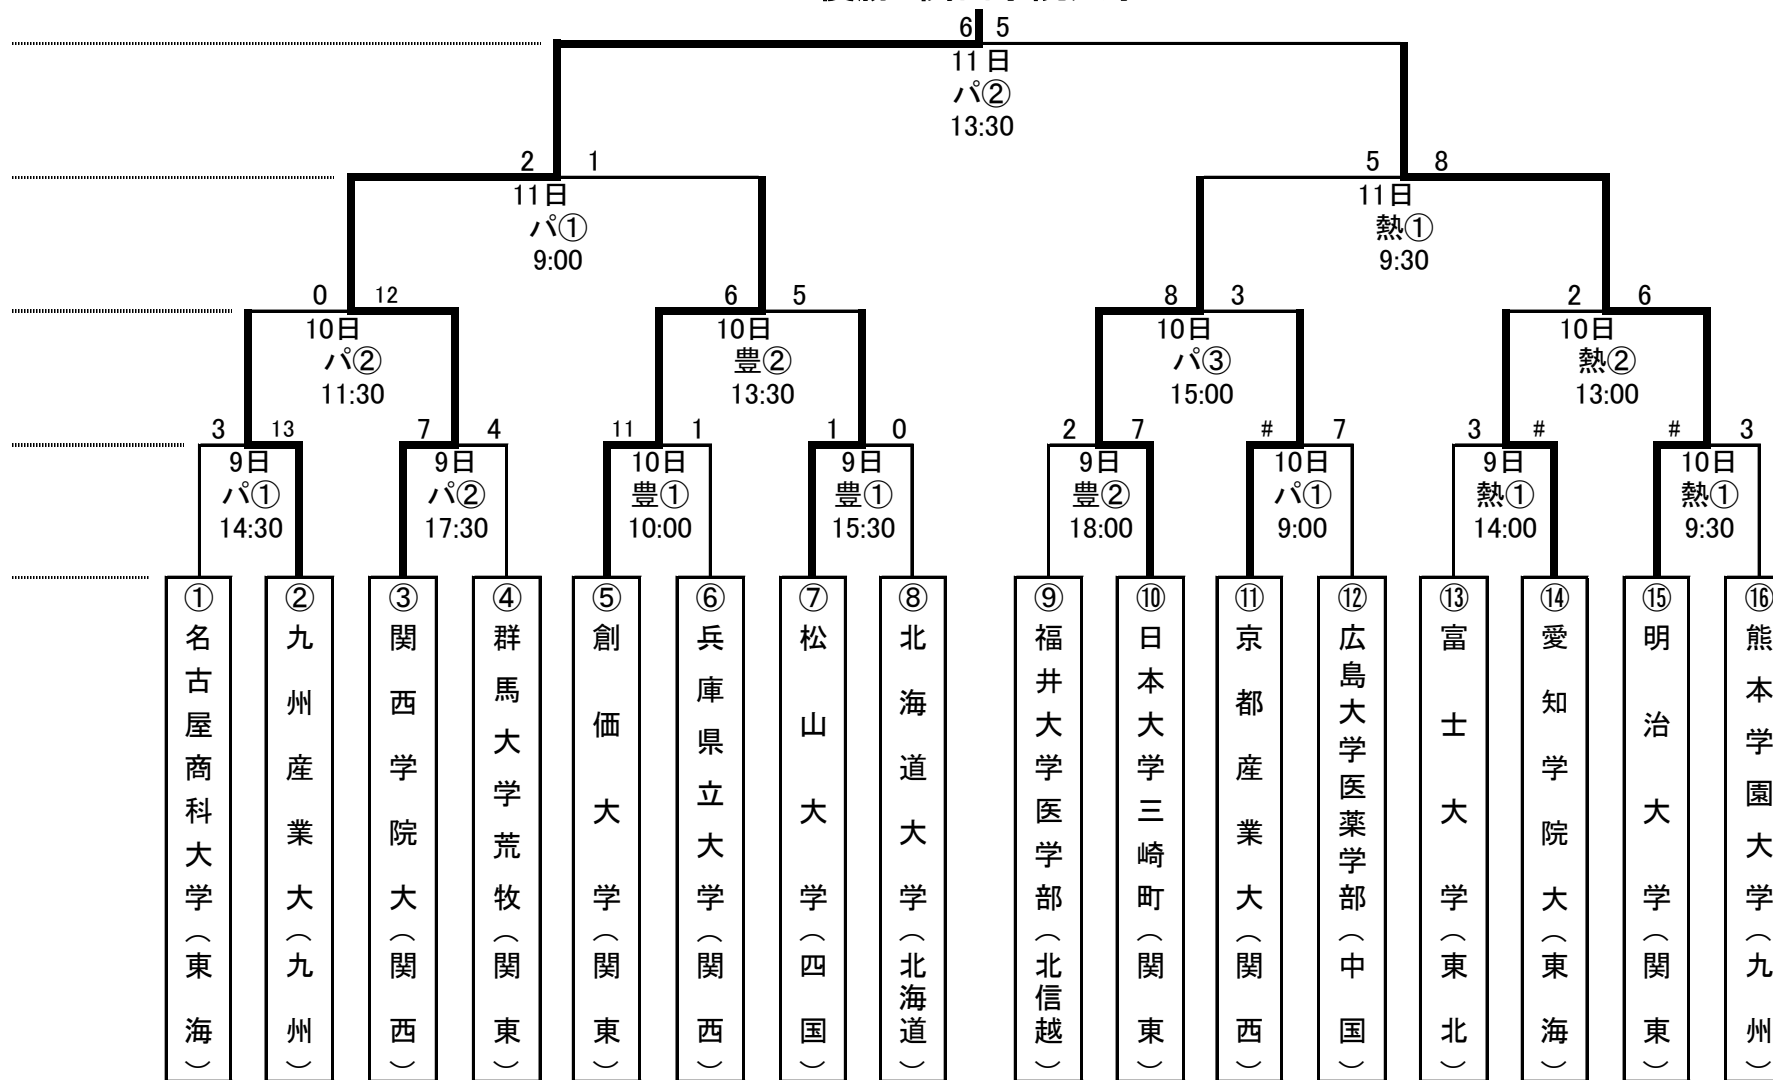 6 5
11日
パ②
13:30
2 1
5 8
11日
パ①
9:00
11日
熱①
9:30
0 12
6 5
8 3
2 6
10日
パ②
11:30
10日
豊②
13:30
10日
パ③
15:00
10日
熱②
13:00
3 13
7 4
11 1
1 0
2 7
# 7
3 #
# 3
9日
パ①
14:30
9日
パ②
17:30
10日
豊①
10:00
9日
豊①
15:30
9日
豊②
18:00
10日
パ①
9:00
9日
熱①
14:00
10日
熱①
9:30
①名古屋商科大学(東海)
②九州産業大(九州)
③関西学院大(関西)
④群馬大学荒牧(関東)
⑤創価大学(関東)
⑥兵庫県立大学(関西)
⑦松山大学(四国)
⑧北海道大学(北海道)
⑨福井大学医学部(北信越)
⑩日本大学三崎町(関東)
⑪京都産業大(関西)
⑫広島大学医薬学部(中国)
⑬富士大学(東北)
⑭愛知学院大(東海)
⑮明治大学(関東)
⑯熊本学園大学(九州)